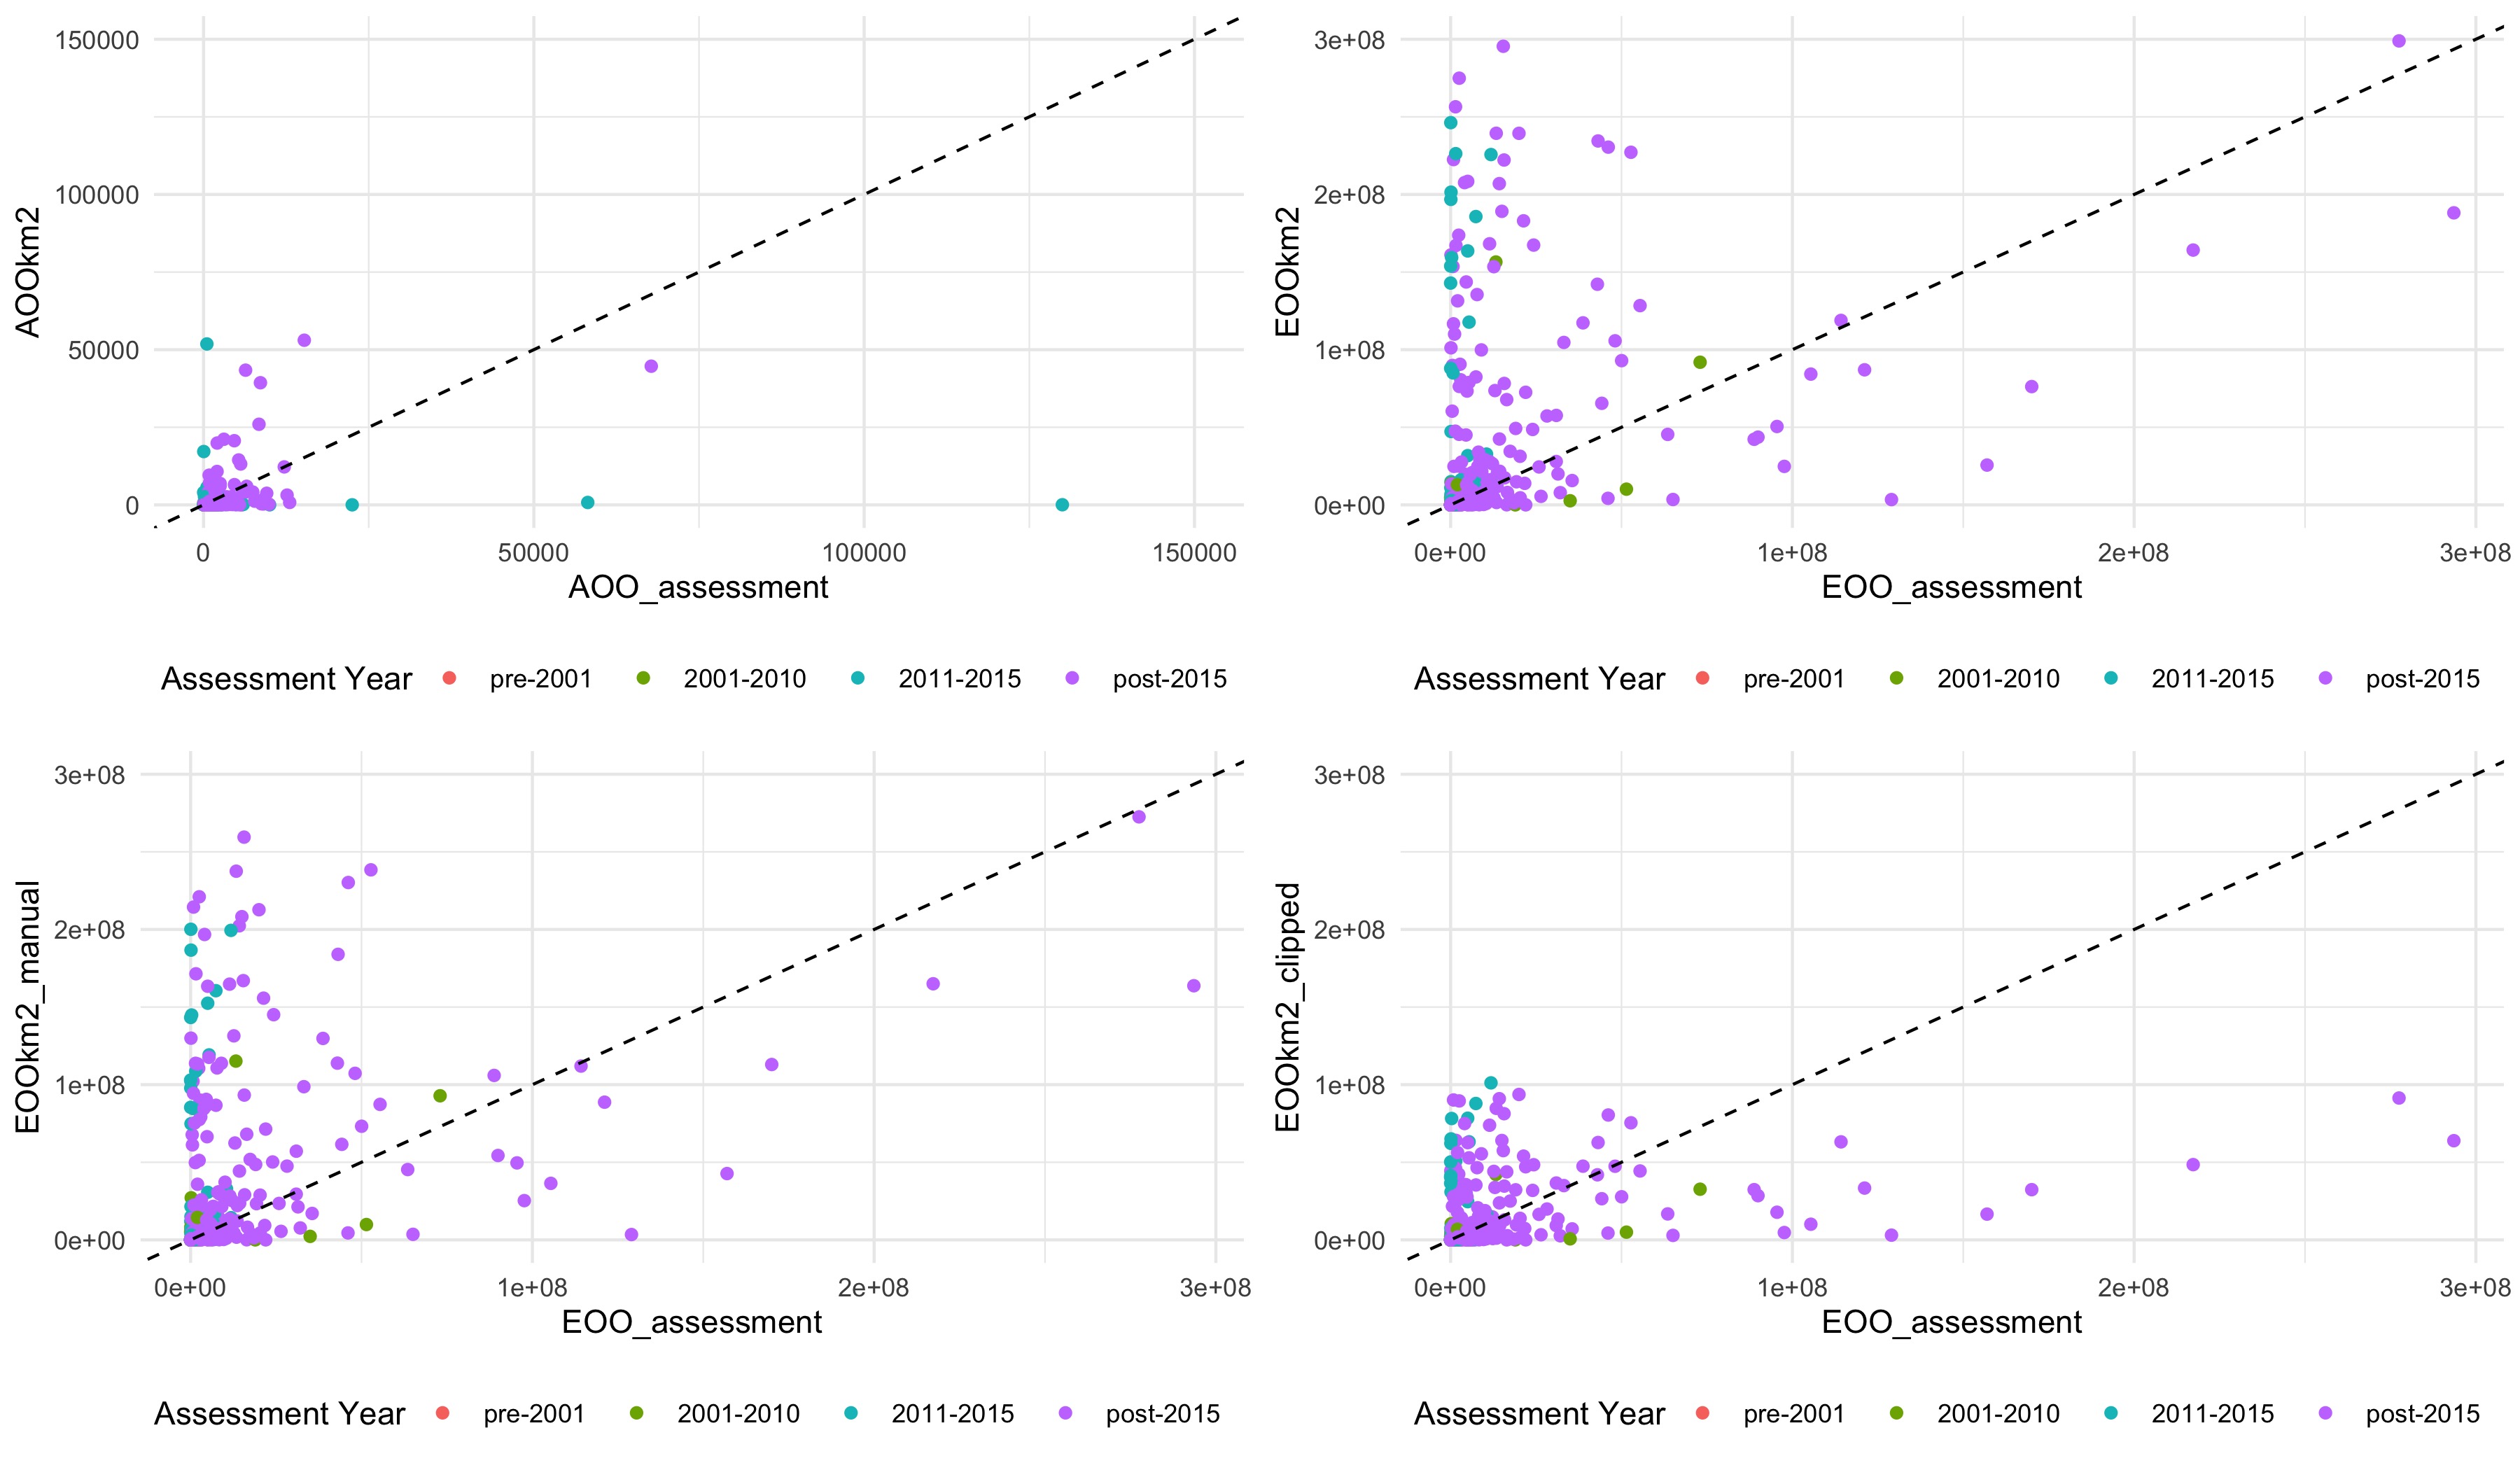 150000
100000
50000
0
AOOkm2
0 50000 100000 150000
AOO_assessment
Assessment Year pre-2001 2001-2010 2011-2015 post-2015
3e+08
2e+08
1e+08
0e+00
EOOkm2
0e+00 1e+08 2e+08 3e+08
EOO_assessment
Assessment Year pre-2001 2001-2010 2011-2015 post-2015
3e+08
2e+08
1e+08
0e+00
EOOkm2_manual
0e+00 1e+08 2e+08 3e+08
EOO_assessment
Assessment Year pre-2001 2001-2010 2011-2015 post-2015
3e+08
2e+08
1e+08
0e+00
EOOkm2_clipped
0e+00 1e+08 2e+08 3e+08
EOO_assessment
Assessment Year pre-2001 2001-2010 2011-2015 post-2015